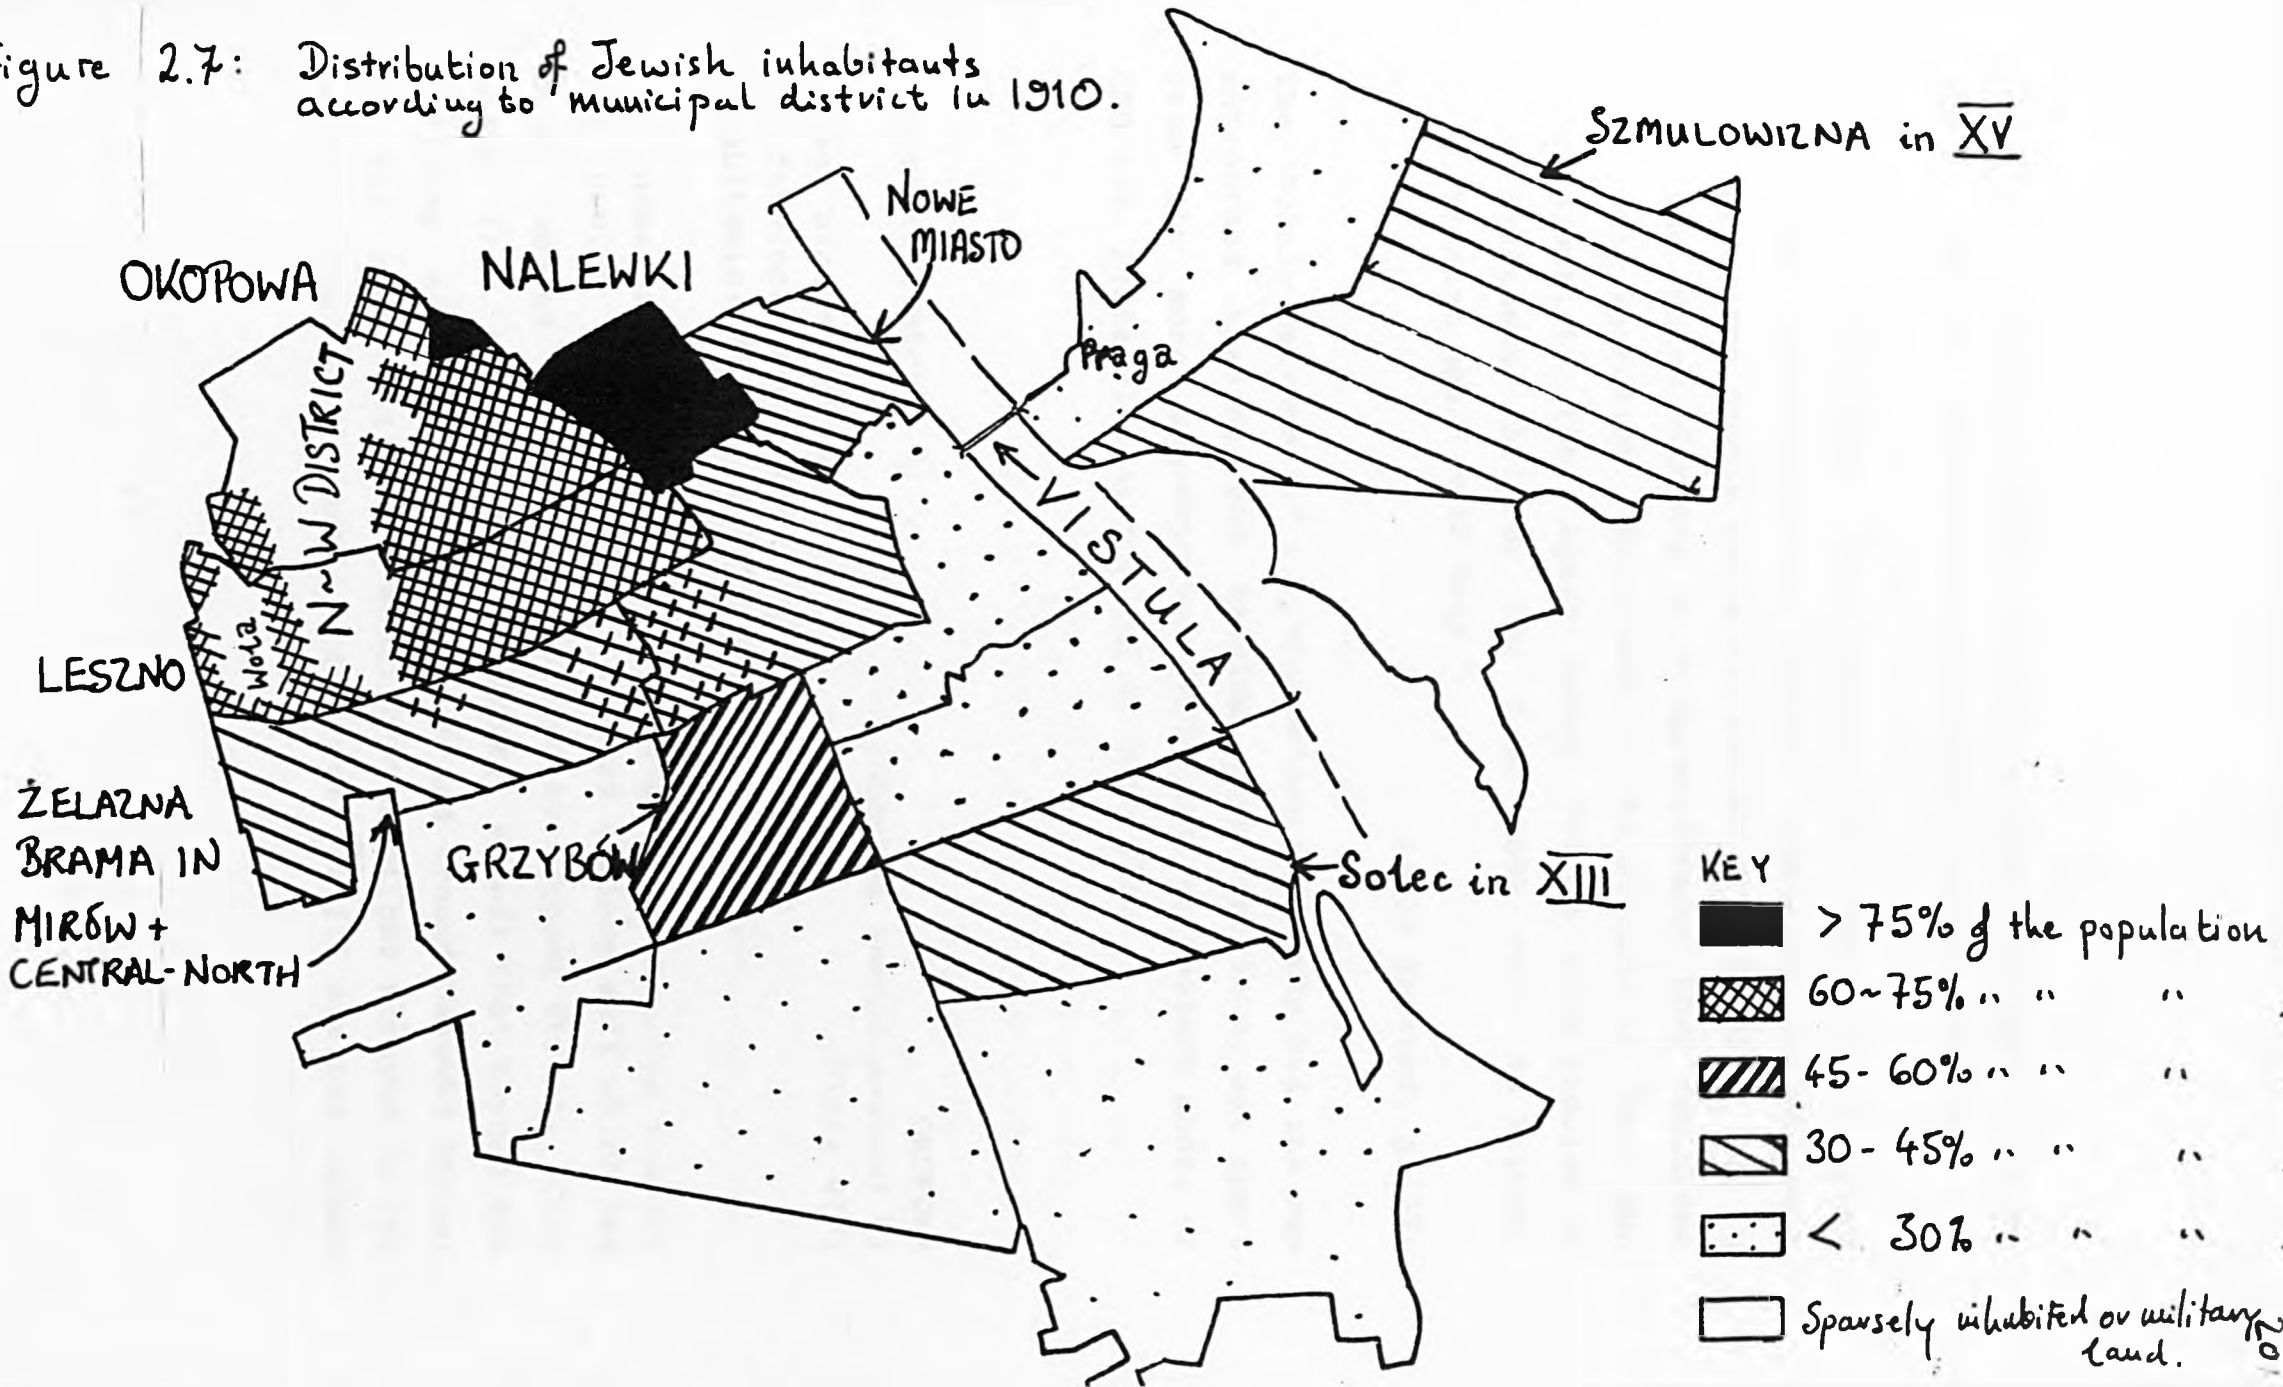 igure 2.7: Distribution of Jewish inhabitants
according to municipal district in 1910.
SZMULOWIZNA in XV
NOWE
MIASTO
OKOPOWA
NALEWKI
Praga
N~W DISTRICT
VISTULA
Wola
LESZNO
ŻELAZNA
BRAMA IN
MIRÓW +
CENTRAL-NORTH
GRZYBÓW
Solec in XIII
KEY
> 75% of the population
60~75% " " "
45-60% " " "
30-45% " " "
< 30% " " "
Sparsely inhabited or military
land.